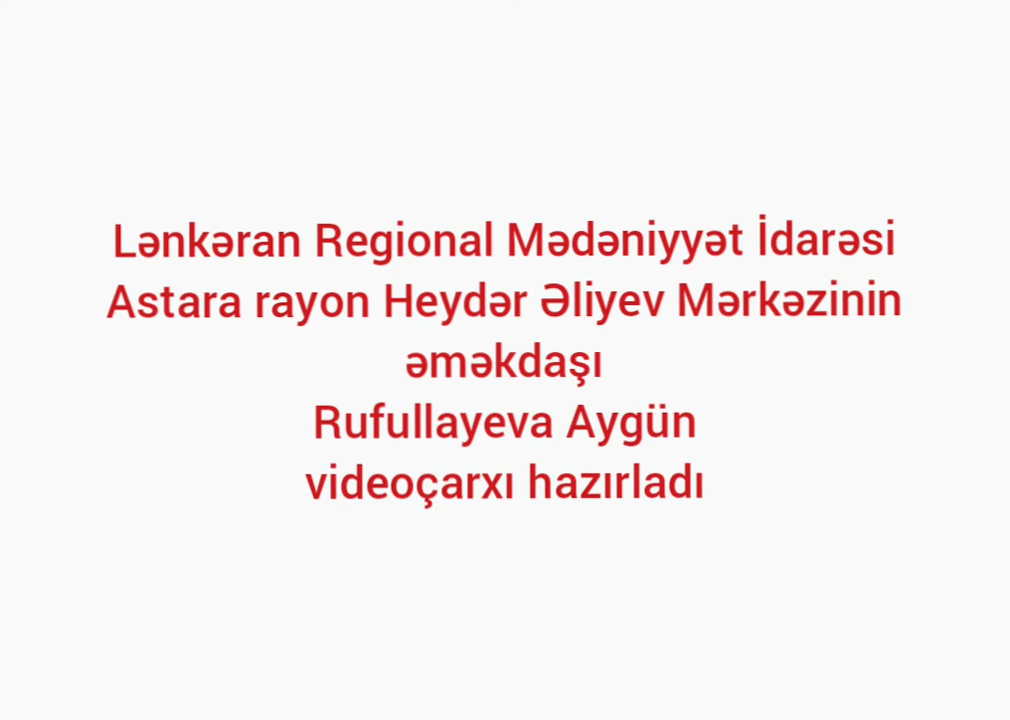 Lənkəran Regional Mədəniyyət İdarəsi
Astara rayon Heydər Əliyev Mərkəzinin
əməkdaşı
Rufullayeva Aygün
videoçarxı hazırladı